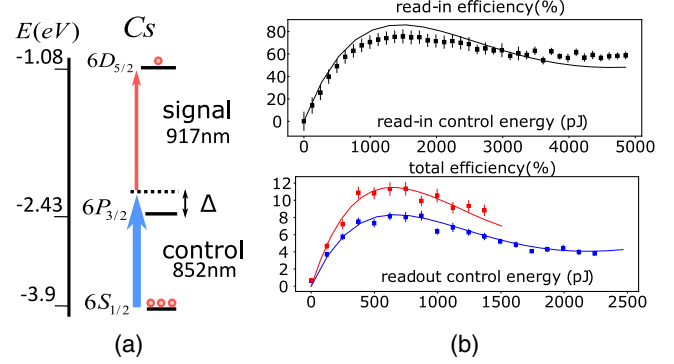 E(eV)
Cs
-1.08
6D5/2
signal
917nm
-2.43
6P3/2
Δ
control
852nm
-3.9
6S1/2
(a)
read-in efficiency(%)
80
60
40
20
0
read-in control energy (pJ)
0 1000 2000 3000 4000 5000
total efficiency(%)
12
10
8
6
4
2
0
readout control energy (pJ)
0 500 1000 1500 2000 2500
(b)